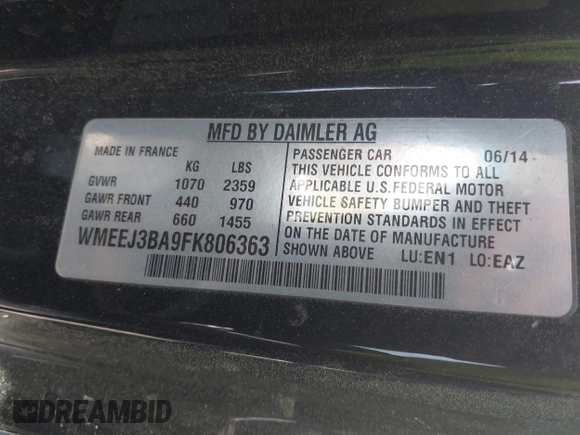 MFD BY DAIMLER AG
MADE IN FRANCE
KG LBS
GVWR 1070 2359
GAWR FRONT 440 970
GAWR REAR 660 1455
WMEEJ3BA9FK806363
PASSENGER CAR 06/14
THIS VEHICLE CONFORMS TO ALL
APPLICABLE U.S.FEDERAL MOTOR
VEHICLE SAFETY BUMPER AND THEFT
PREVENTION STANDARDS IN EFFECT
ON THE DATE OF MANUFACTURE
SHOWN ABOVE LU:EN1 LO:EAZ
DREAMBID